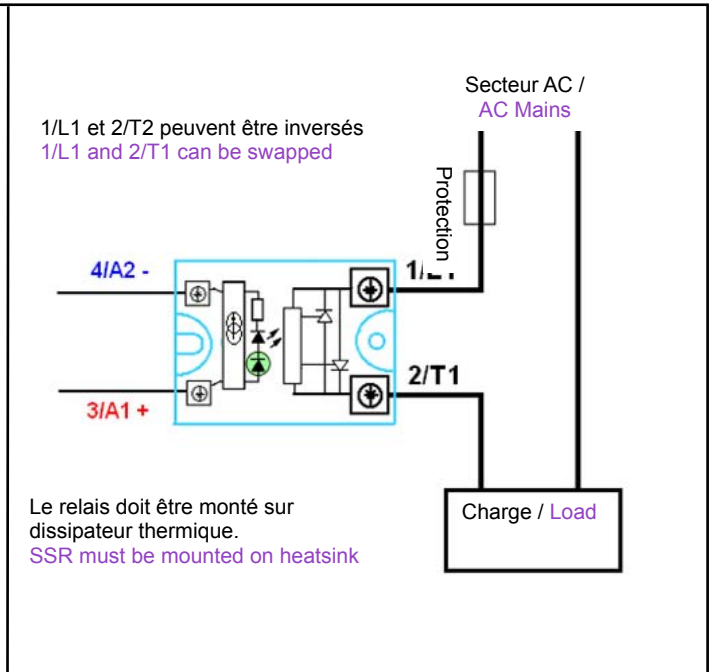 Secteur AC /
AC Mains
1/L1 et 2/T2 peuvent être inversés
1/L1 and 2/T1 can be swapped
Protection
4/A2 -
2/T1
3/A1 +
Le relais doit être monté sur
dissipateur thermique.
SSR must be mounted on heatsink
Charge / Load